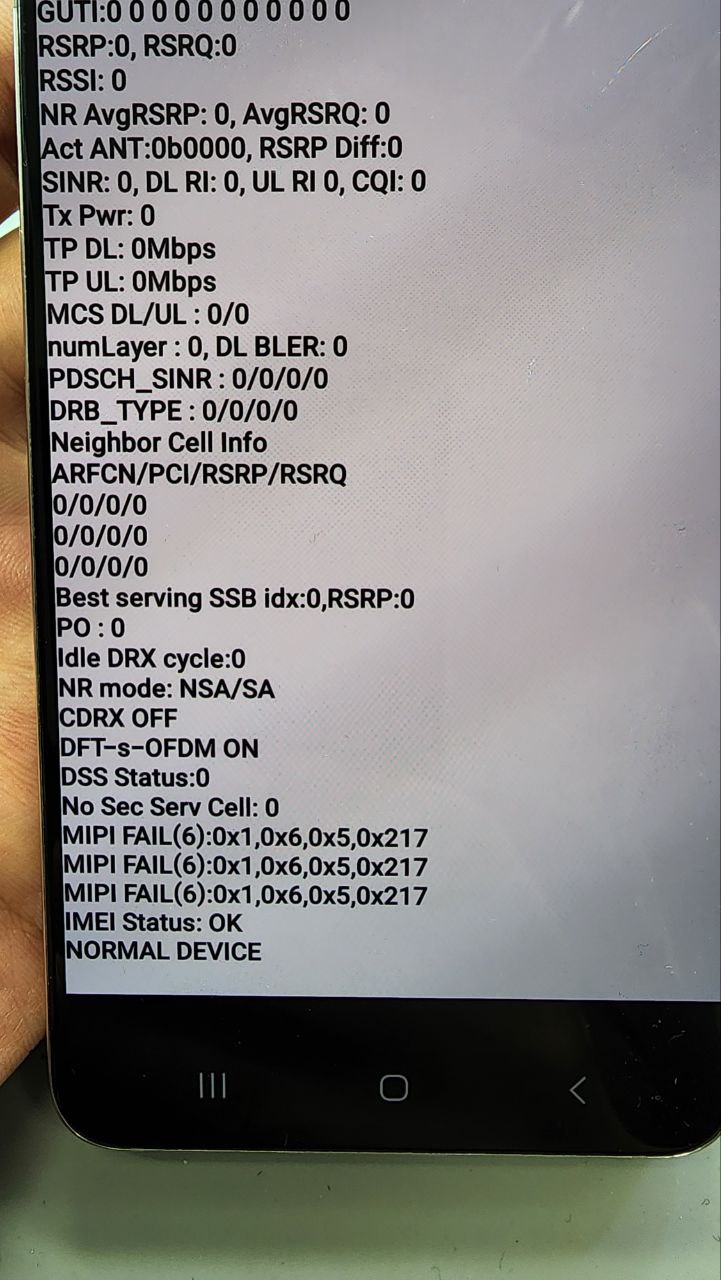 GUTI:0 0 0 0 0 0 0 0 0 0 0
RSRP:0, RSRQ:0
RSSI: 0
NR AvgRSRP: 0, AvgRSRQ: 0
Act ANT:0b0000, RSRP Diff:0
SINR: 0, DL RI: 0, UL RI 0, CQI: 0
Tx Pwr: 0
TP DL: 0Mbps
TP UL: 0Mbps
MCS DL/UL : 0/0
numLayer : 0, DL BLER: 0
PDSCH_SINR : 0/0/0/0
DRB_TYPE : 0/0/0/0
Neighbor Cell Info
ARFCN/PCI/RSRP/RSRQ
0/0/0/0
0/0/0/0
0/0/0/0
Best serving SSB idx:0,RSRP:0
PO : 0
Idle DRX cycle:0
NR mode: NSA/SA
CDRX OFF
DFT-s-OFDM ON
DSS Status:0
No Sec Serv Cell: 0
MIPI FAIL(6):0x1,0x6,0x5,0x217
MIPI FAIL(6):0x1,0x6,0x5,0x217
MIPI FAIL(6):0x1,0x6,0x5,0x217
IMEI Status: OK
NORMAL DEVICE